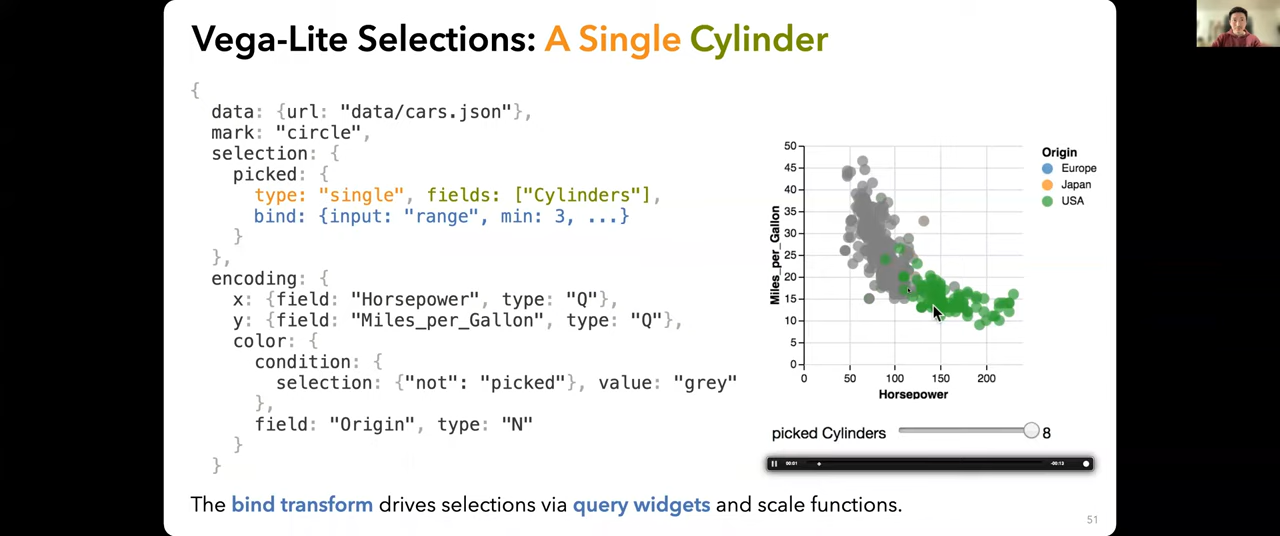 Vega-Lite Selections: A Single Cylinder
{
data: {url: "data/cars.json"},
mark: "circle",
selection: {
picked: {
type: "single", fields: ["Cylinders"],
bind: {input: "range", min: 3, ...}
}
},
encoding: {
x: {field: "Horsepower", type: "Q"},
y: {field: "Miles_per_Gallon", type: "Q"},
color: {
condition: {
selection: {"not": "picked"}, value: "grey"
},
field: "Origin", type: "N"
}
}
Miles_per_Gallon
50
45
40
35
30
25
20
15
10
5
0
0 50 100 150 200
Horsepower
Origin
Europe
Japan
USA
picked Cylinders 8
00:01 -00:13
The bind transform drives selections via query widgets and scale functions.
51